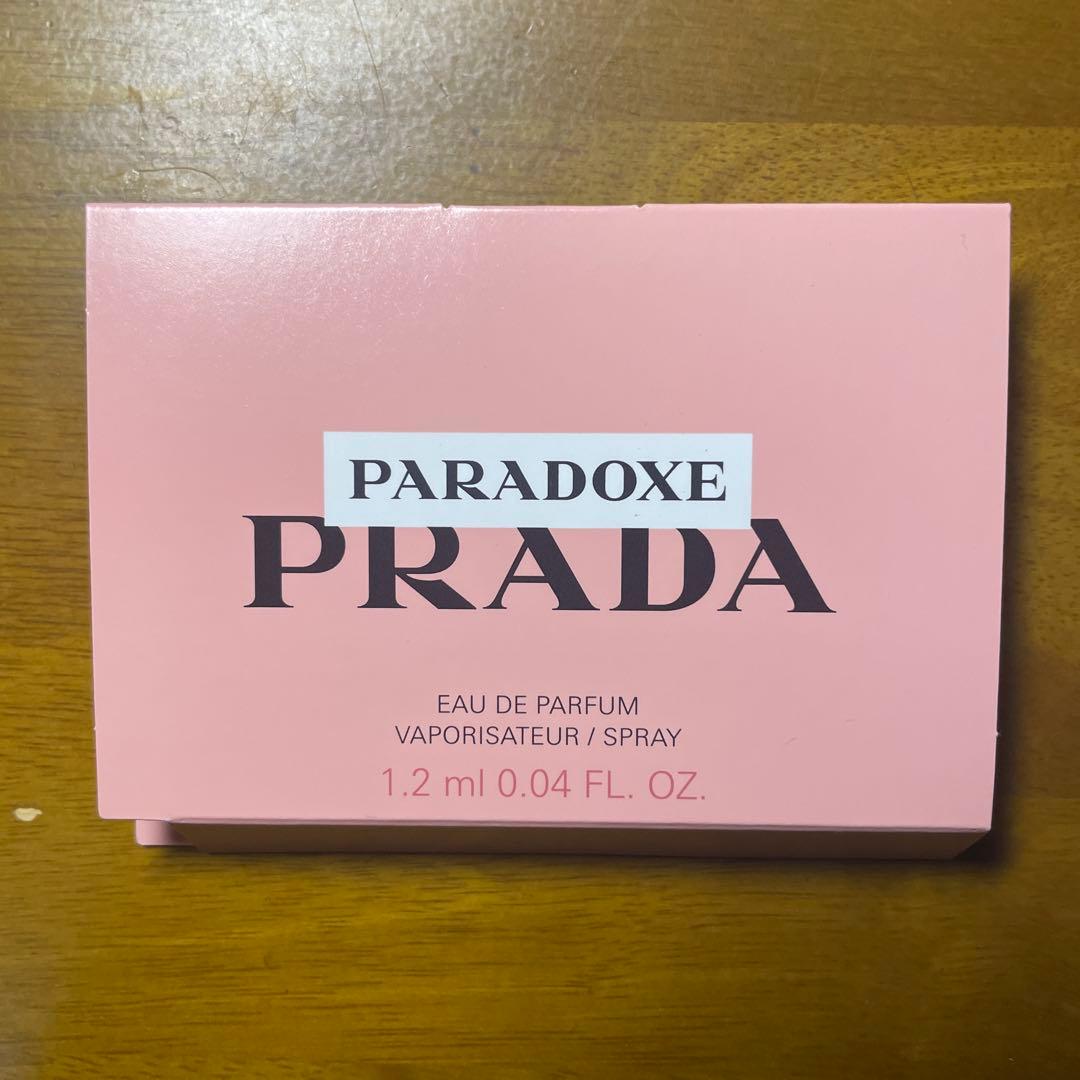 PARADOXE
PRADA
EAU DE PARFUM
VAPORISATEUR / SPRAY
1.2 ml 0.04 FL. OZ.